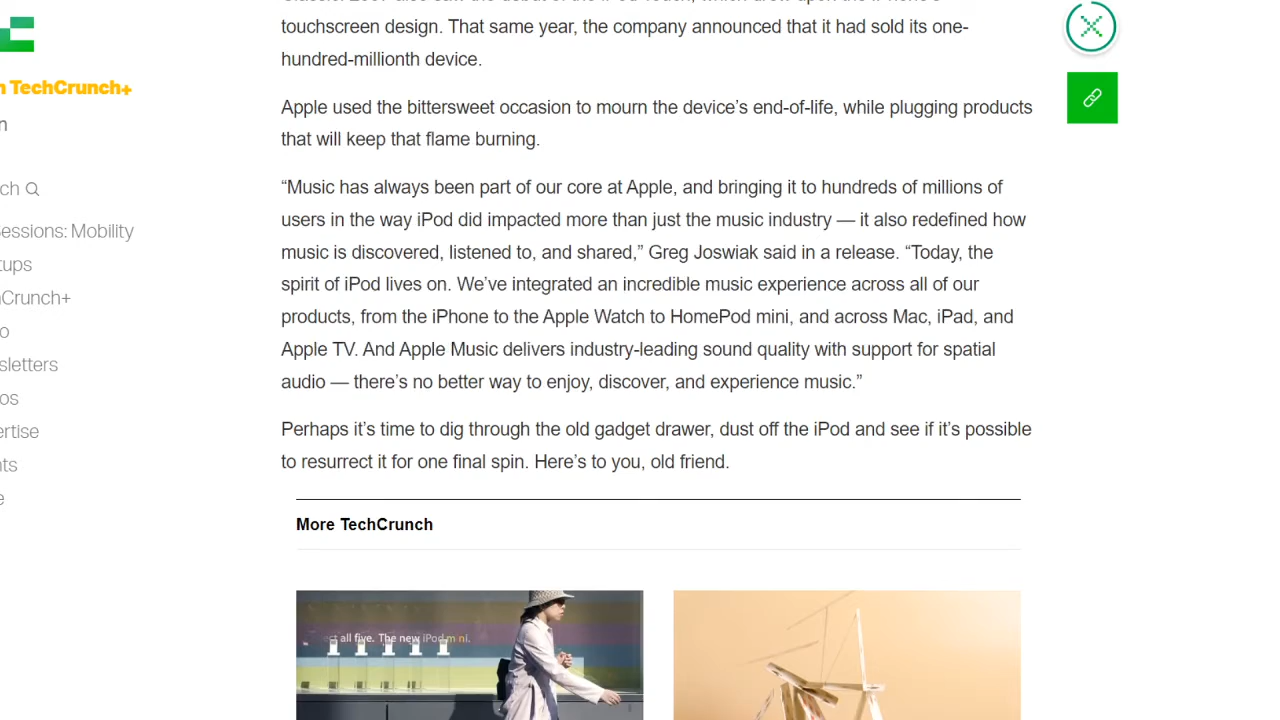 touchscreen design. That same year, the company announced that it had sold its one-
hundred-millionth device.
Apple used the bittersweet occasion to mourn the device’s end-of-life, while plugging products
that will keep that flame burning.
“Music has always been part of our core at Apple, and bringing it to hundreds of millions of
users in the way iPod did impacted more than just the music industry — it also redefined how
music is discovered, listened to, and shared,” Greg Joswiak said in a release. “Today, the
spirit of iPod lives on. We’ve integrated an incredible music experience across all of our
products, from the iPhone to the Apple Watch to HomePod mini, and across Mac, iPad, and
Apple TV. And Apple Music delivers industry-leading sound quality with support for spatial
audio — there’s no better way to enjoy, discover, and experience music.”
Perhaps it’s time to dig through the old gadget drawer, dust off the iPod and see if it’s possible
to resurrect it for one final spin. Here’s to you, old friend.
More TechCrunch
all five. The new iPod mini.
n TechCrunch+
n
ch
essions: Mobility
tups
nCrunch+
o
sletters
os
ertise
nts
e